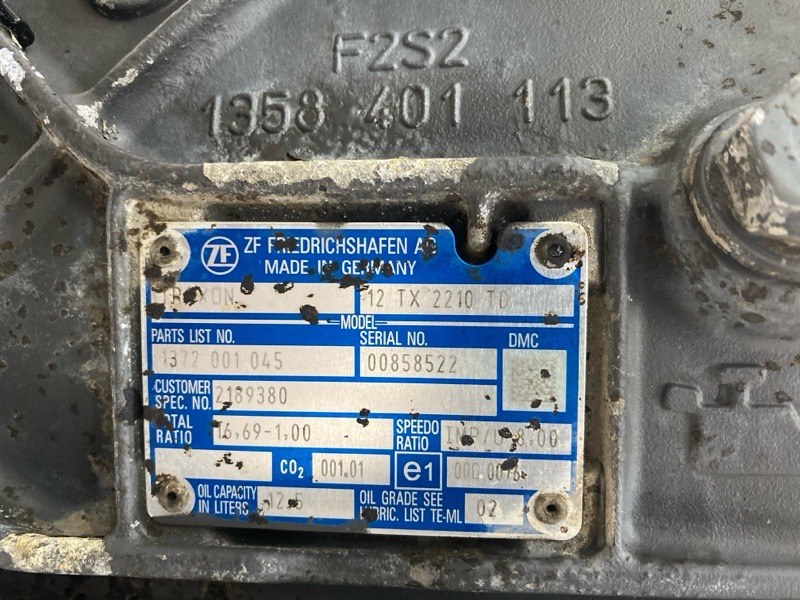 F2S2
1358 401 113
ZF FRIEDRICHSHAFEN AG
MADE IN GERMANY
12 TX 2210 TD
MODEL
PARTS LIST NO. SERIAL NO. DMC
1372 001 045 00858522
CUSTOMER
SPEC. NO. 2189380
TOTAL
RATIO 16,69-1,00 SPEEDO
RATIO
CO2 001.01 e1
OIL CAPACITY
IN LITERS OIL GRADE SEE
LUBRIC. LIST TE-ML 02